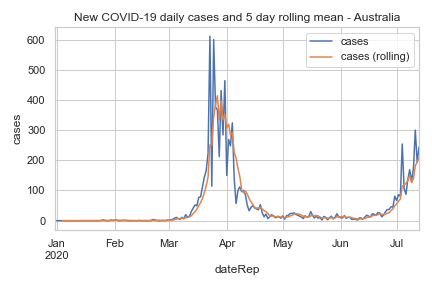 New COVID-19 daily cases and 5 day rolling mean - Australia
cases
cases (rolling)
600
500
400
300
200
100
0
cases
Jan Feb Mar Apr May Jun Jul
2020
dateRep